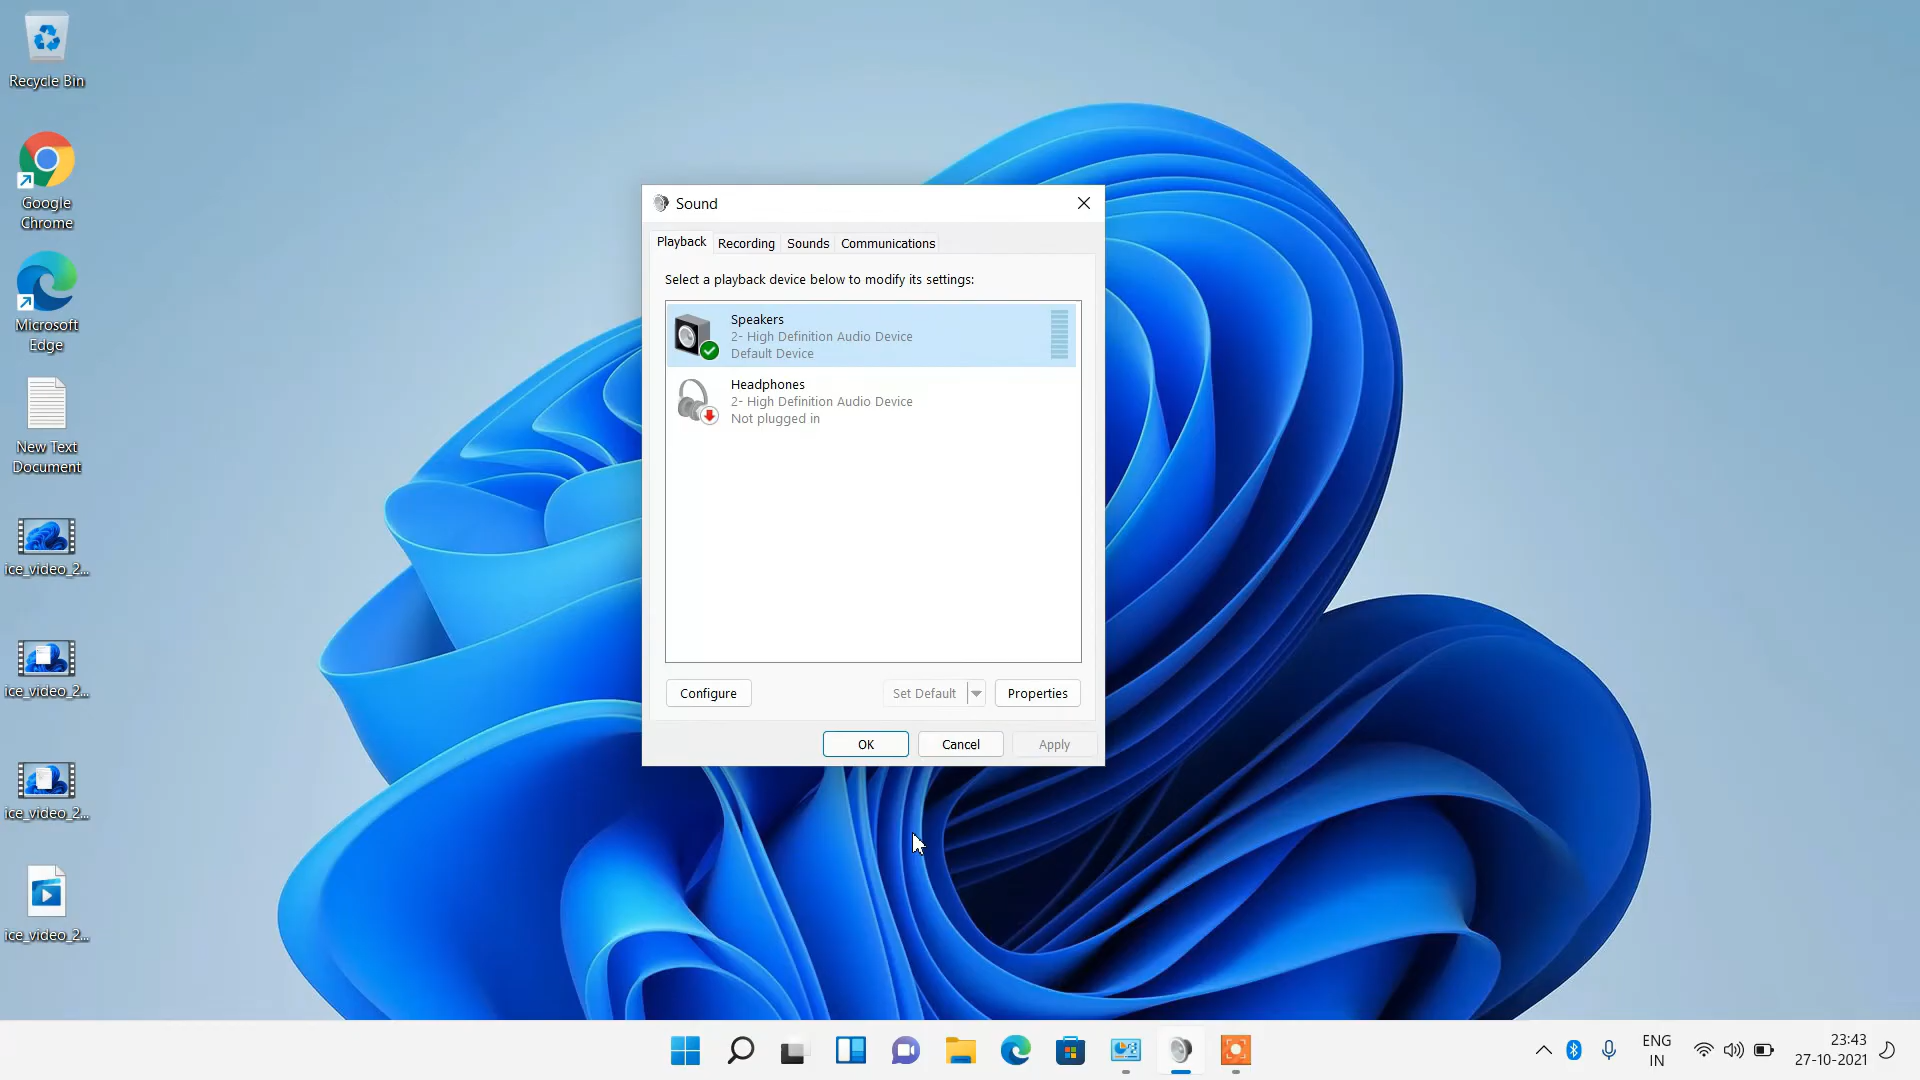 Recycle Bin
Google
Chrome
Microsoft
Edge
New Text
Document
ice_video_2...
ice_video_2...
ice_video_2...
ice_video_2...
Sound
Playback
Recording
Sounds
Communications
Select a playback device below to modify its settings:
Speakers
2- High Definition Audio Device
Default Device
Headphones
2- High Definition Audio Device
Not plugged in
Configure
Set Default
Properties
OK
Cancel
Apply
ENG
IN
23:43
27-10-2021